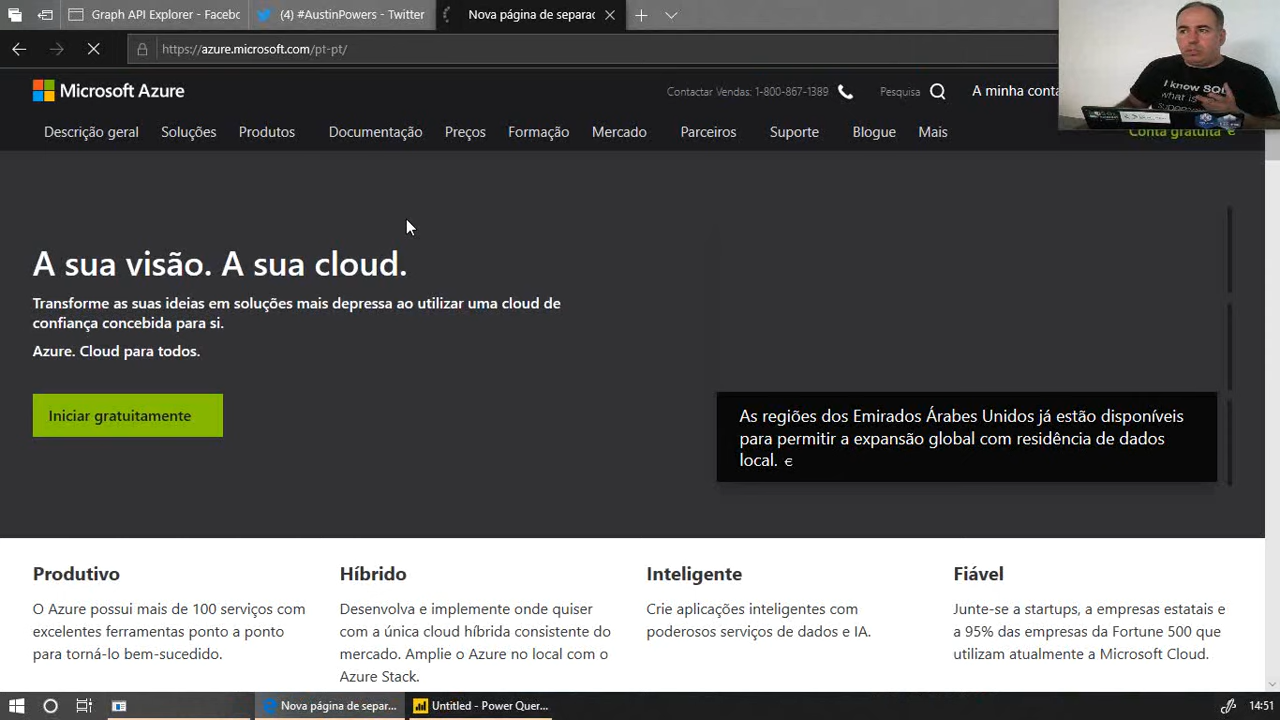 Graph API Explorer - Faceb
(4) #AustinPowers - Twitter
Nova página de separad
https://azure.microsoft.com/pt-pt/
Microsoft Azure
Contactar Vendas: 1-800-867-1389
Pesquisa
A minha conta
I know SQL
what is
Descrição geral
Soluções
Produtos
Documentação
Preços
Formação
Mercado
Parceiros
Suporte
Blogue
Mais
Conta gratuita
A sua visão. A sua cloud.
Transforme as suas ideias em soluções mais depressa ao utilizar uma cloud de
confiança concebida para si.
Azure. Cloud para todos.
Iniciar gratuitamente
As regiões dos Emirados Árabes Unidos já estão disponíveis
para permitir a expansão global com residência de dados
local. ∊
Produtivo
O Azure possui mais de 100 serviços com
excelentes ferramentas ponto a ponto
para torná-lo bem-sucedido.
Híbrido
Desenvolva e implemente onde quiser
com a única cloud híbrida consistente do
mercado. Amplie o Azure no local com o
Azure Stack.
Inteligente
Crie aplicações inteligentes com
poderosos serviços de dados e IA.
Fiável
Junte-se a startups, a empresas estatais e
a 95% das empresas da Fortune 500 que
utilizam atualmente a Microsoft Cloud.
Nova página de separ...
Untitled - Power Quer...
14:51